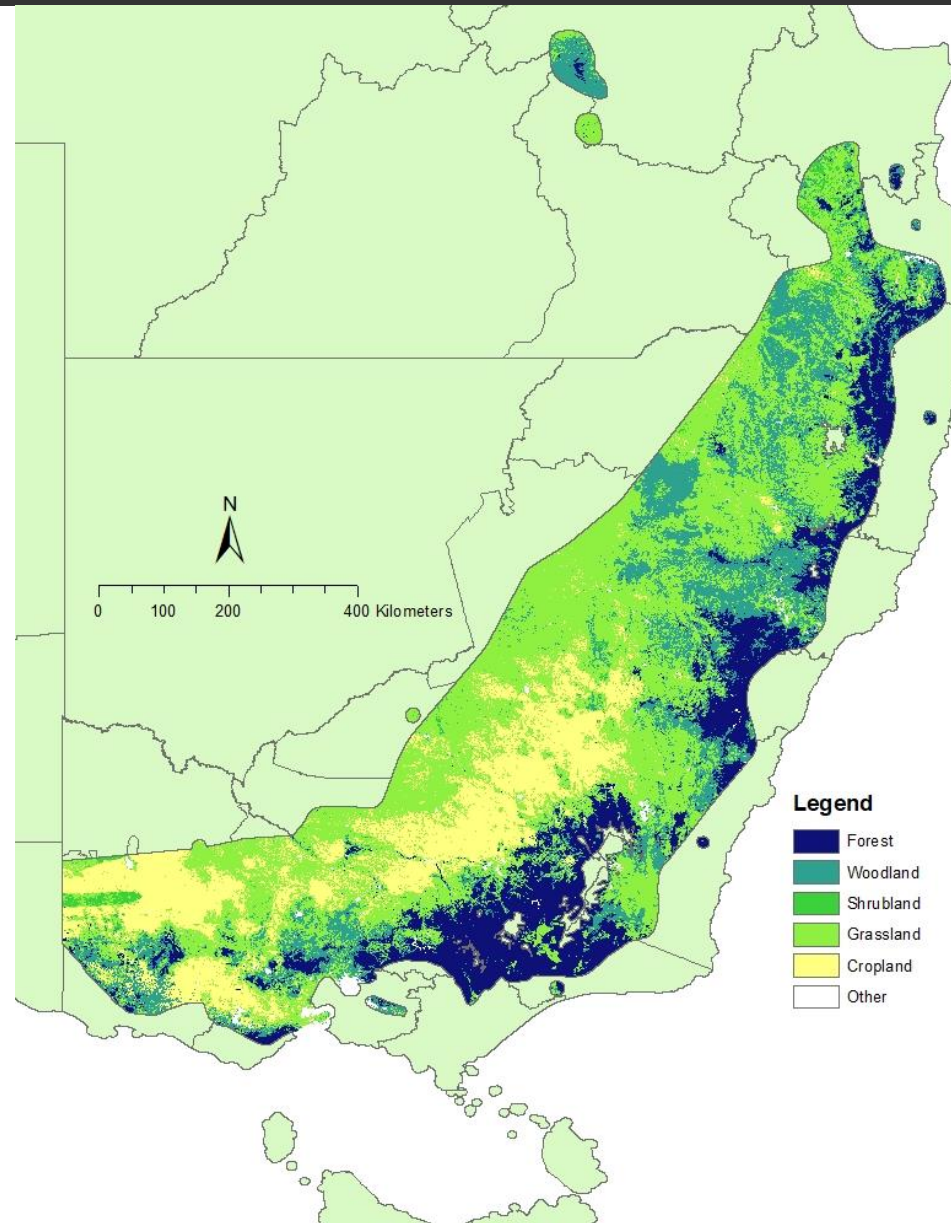 N
0 100 200 400 Kilometers
Legend
Forest
Woodland
Shrubland
Grassland
Cropland
Other